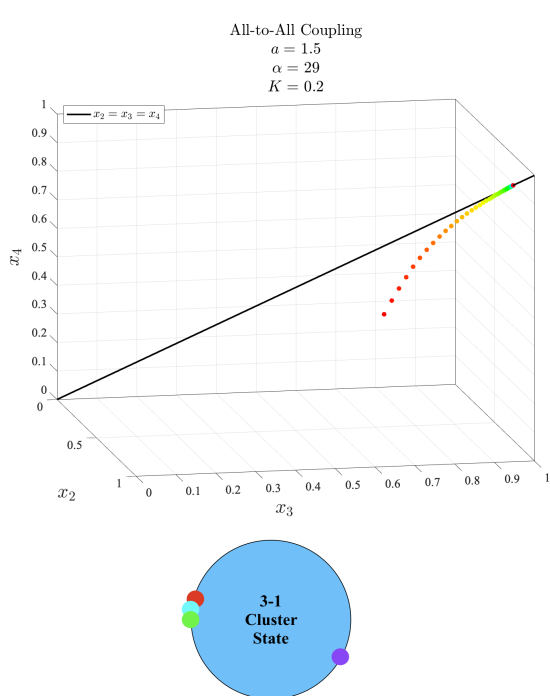 All-to-All Coupling
a = 1.5
α = 29
K = 0.2
x₂ = x₃ = x₄
1
0.9
0.8
0.7
0.6
0.5
0.4
0.3
0.2
0.1
0
x₄
0
0.5
1
x₂
0 0.1 0.2 0.3 0.4 0.5 0.6 0.7 0.8 0.9 1
x₃
3-1
Cluster
State